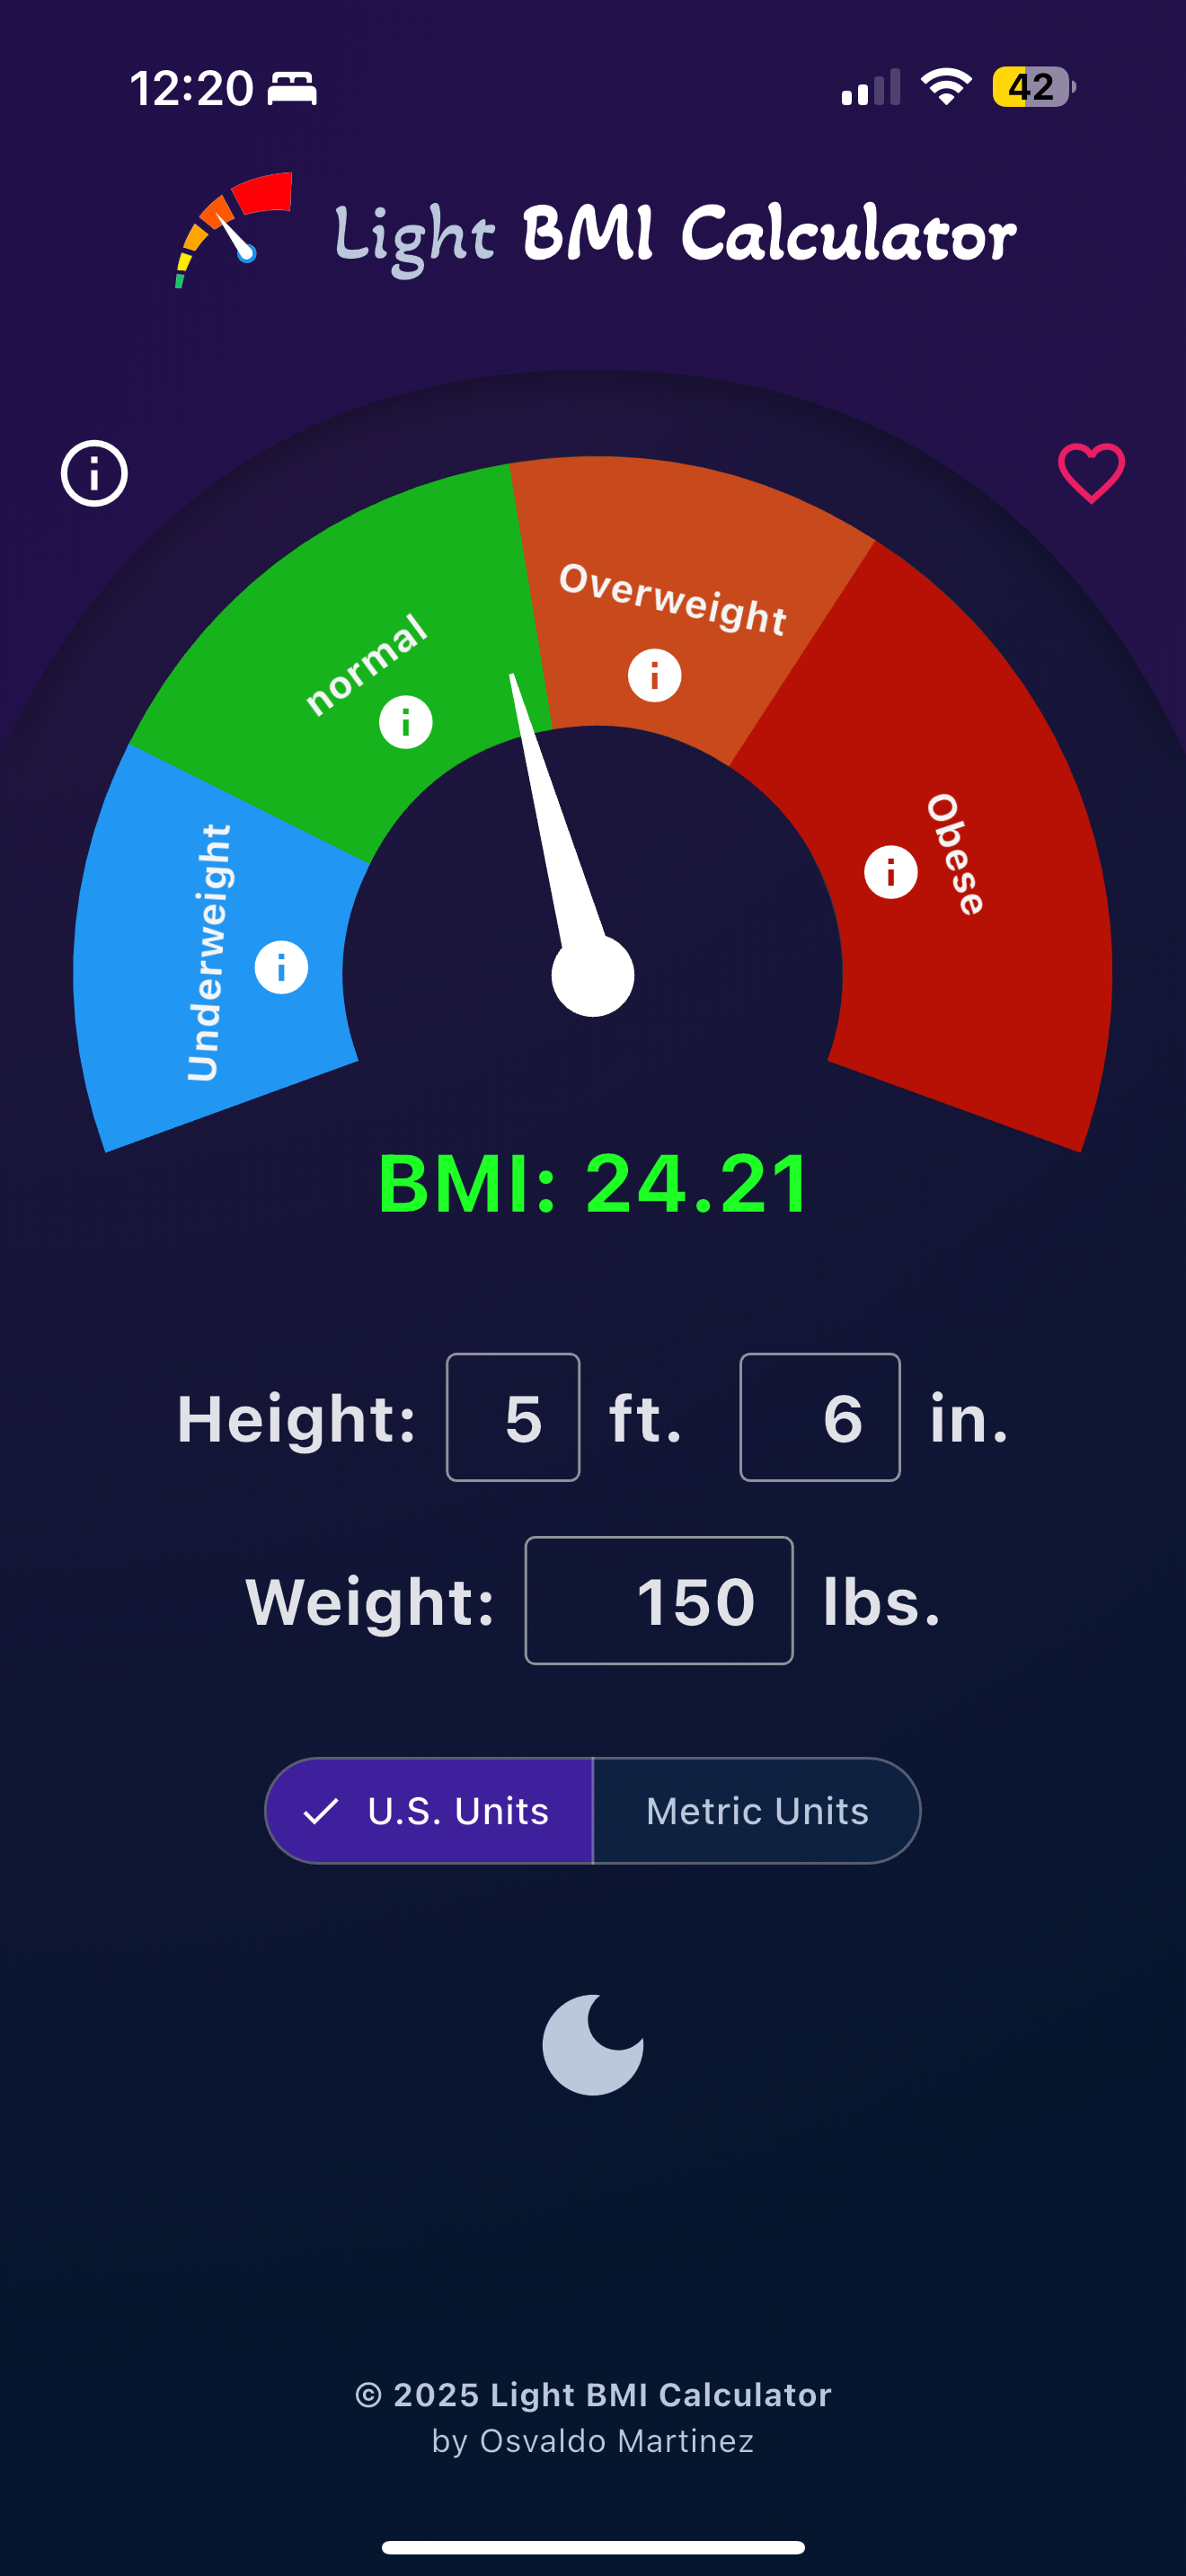 12:20
42
Light BMI Calculator
Overweight
normal
Obese
Underweight
BMI: 24.21
Height: 5 ft. 6 in.
Weight: 150 lbs.
U.S. Units Metric Units
© 2025 Light BMI Calculator
by Osvaldo Martinez